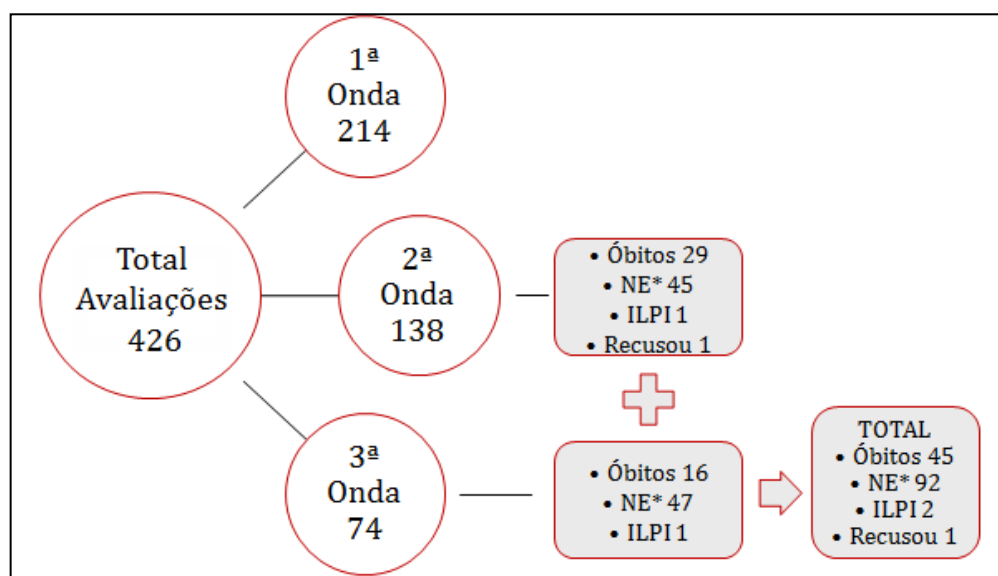 1ª
Onda
214
Total
Avaliações
426
2ª
Onda
138
• Óbitos 29
• NE* 45
• ILPI 1
• Recusou 1
3ª
Onda
74
• Óbitos 16
• NE* 47
• ILPI 1
TOTAL
• Óbitos 45
• NE* 92
• ILPI 2
• Recusou 1